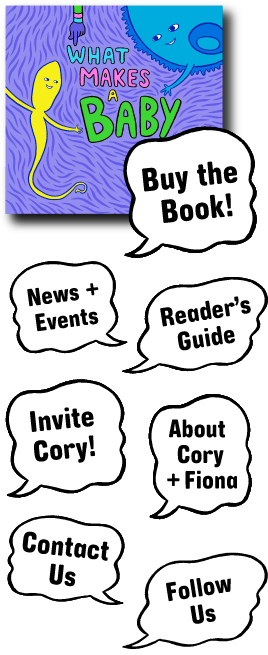 WHAT
MAKES
A
BABY
Buy the
Book!
News +
Events
Reader's
Guide
Invite
Cory!
About
Cory
+ Fiona
Contact
Us
Follow
Us